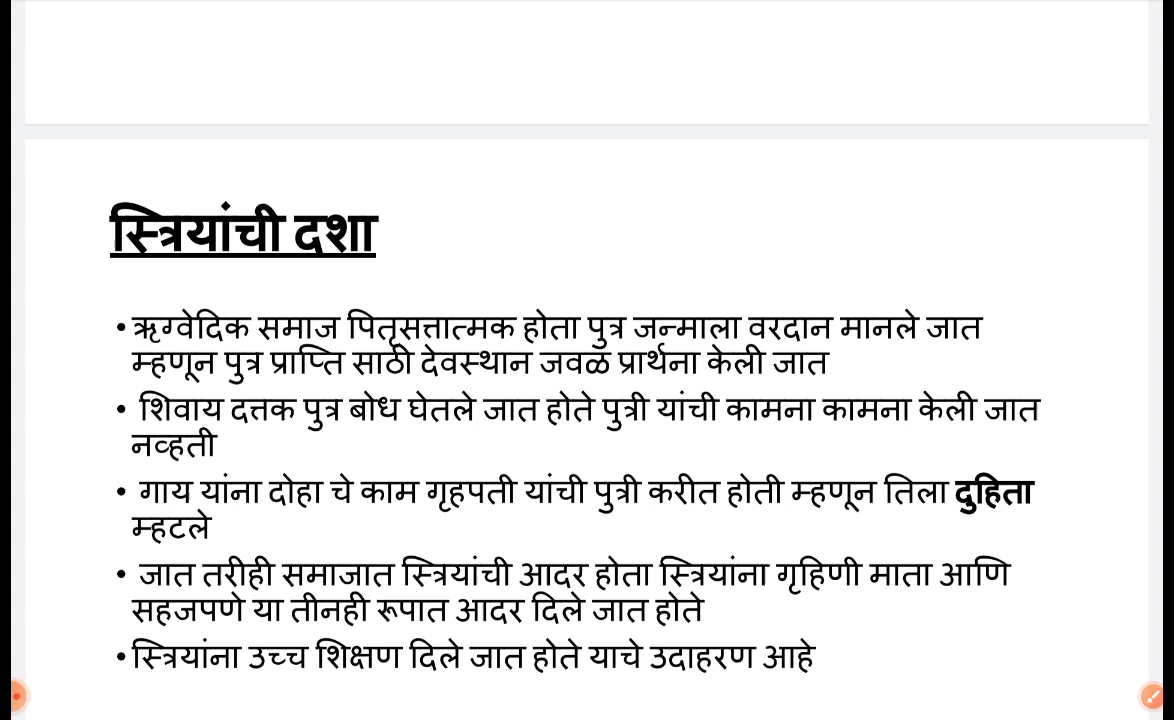 स्त्रियांची दशा
•ऋग्वेदिक समाज पितृसत्तात्मक होता पुत्र जन्माला वरदान मानले जात
म्हणून पुत्र प्राप्ति साठी देवस्थान जवळ प्रार्थना केली जात
• शिवाय दत्तक पुत्र बोध घेतले जात होते पुत्री यांची कामना कामना केली जात
नव्हती
• गाय यांना दोहा चे काम गृहपती यांची पुत्री करीत होती म्हणून तिला दुहिता
म्हटले
• जात तरीही समाजात स्त्रियांची आदर होता स्त्रियांना गृहिणी माता आणि
सहजपणे या तीनही रूपात आदर दिले जात होते
•स्त्रियांना उच्च शिक्षण दिले जात होते याचे उदाहरण आहे